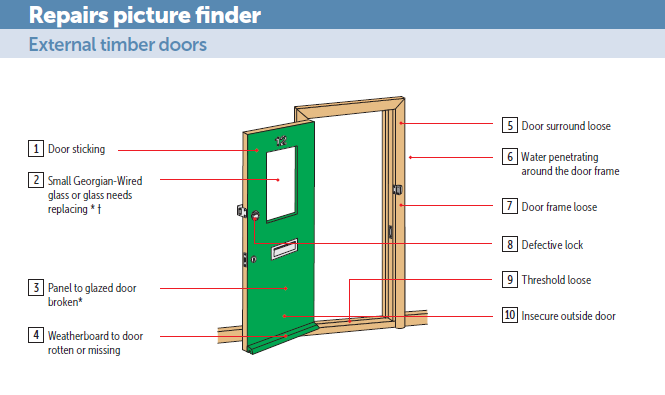 Repairs picture finder
External timber doors
1 Door sticking
2 Small Georgian-Wired
glass or glass needs
replacing * †
3 Panel to glazed door
broken*
4 Weatherboard to door
rotten or missing
12
5 Door surround loose
6 Water penetrating
around the door frame
7 Door frame loose
8 Defective lock
9 Threshold loose
10 Insecure outside door